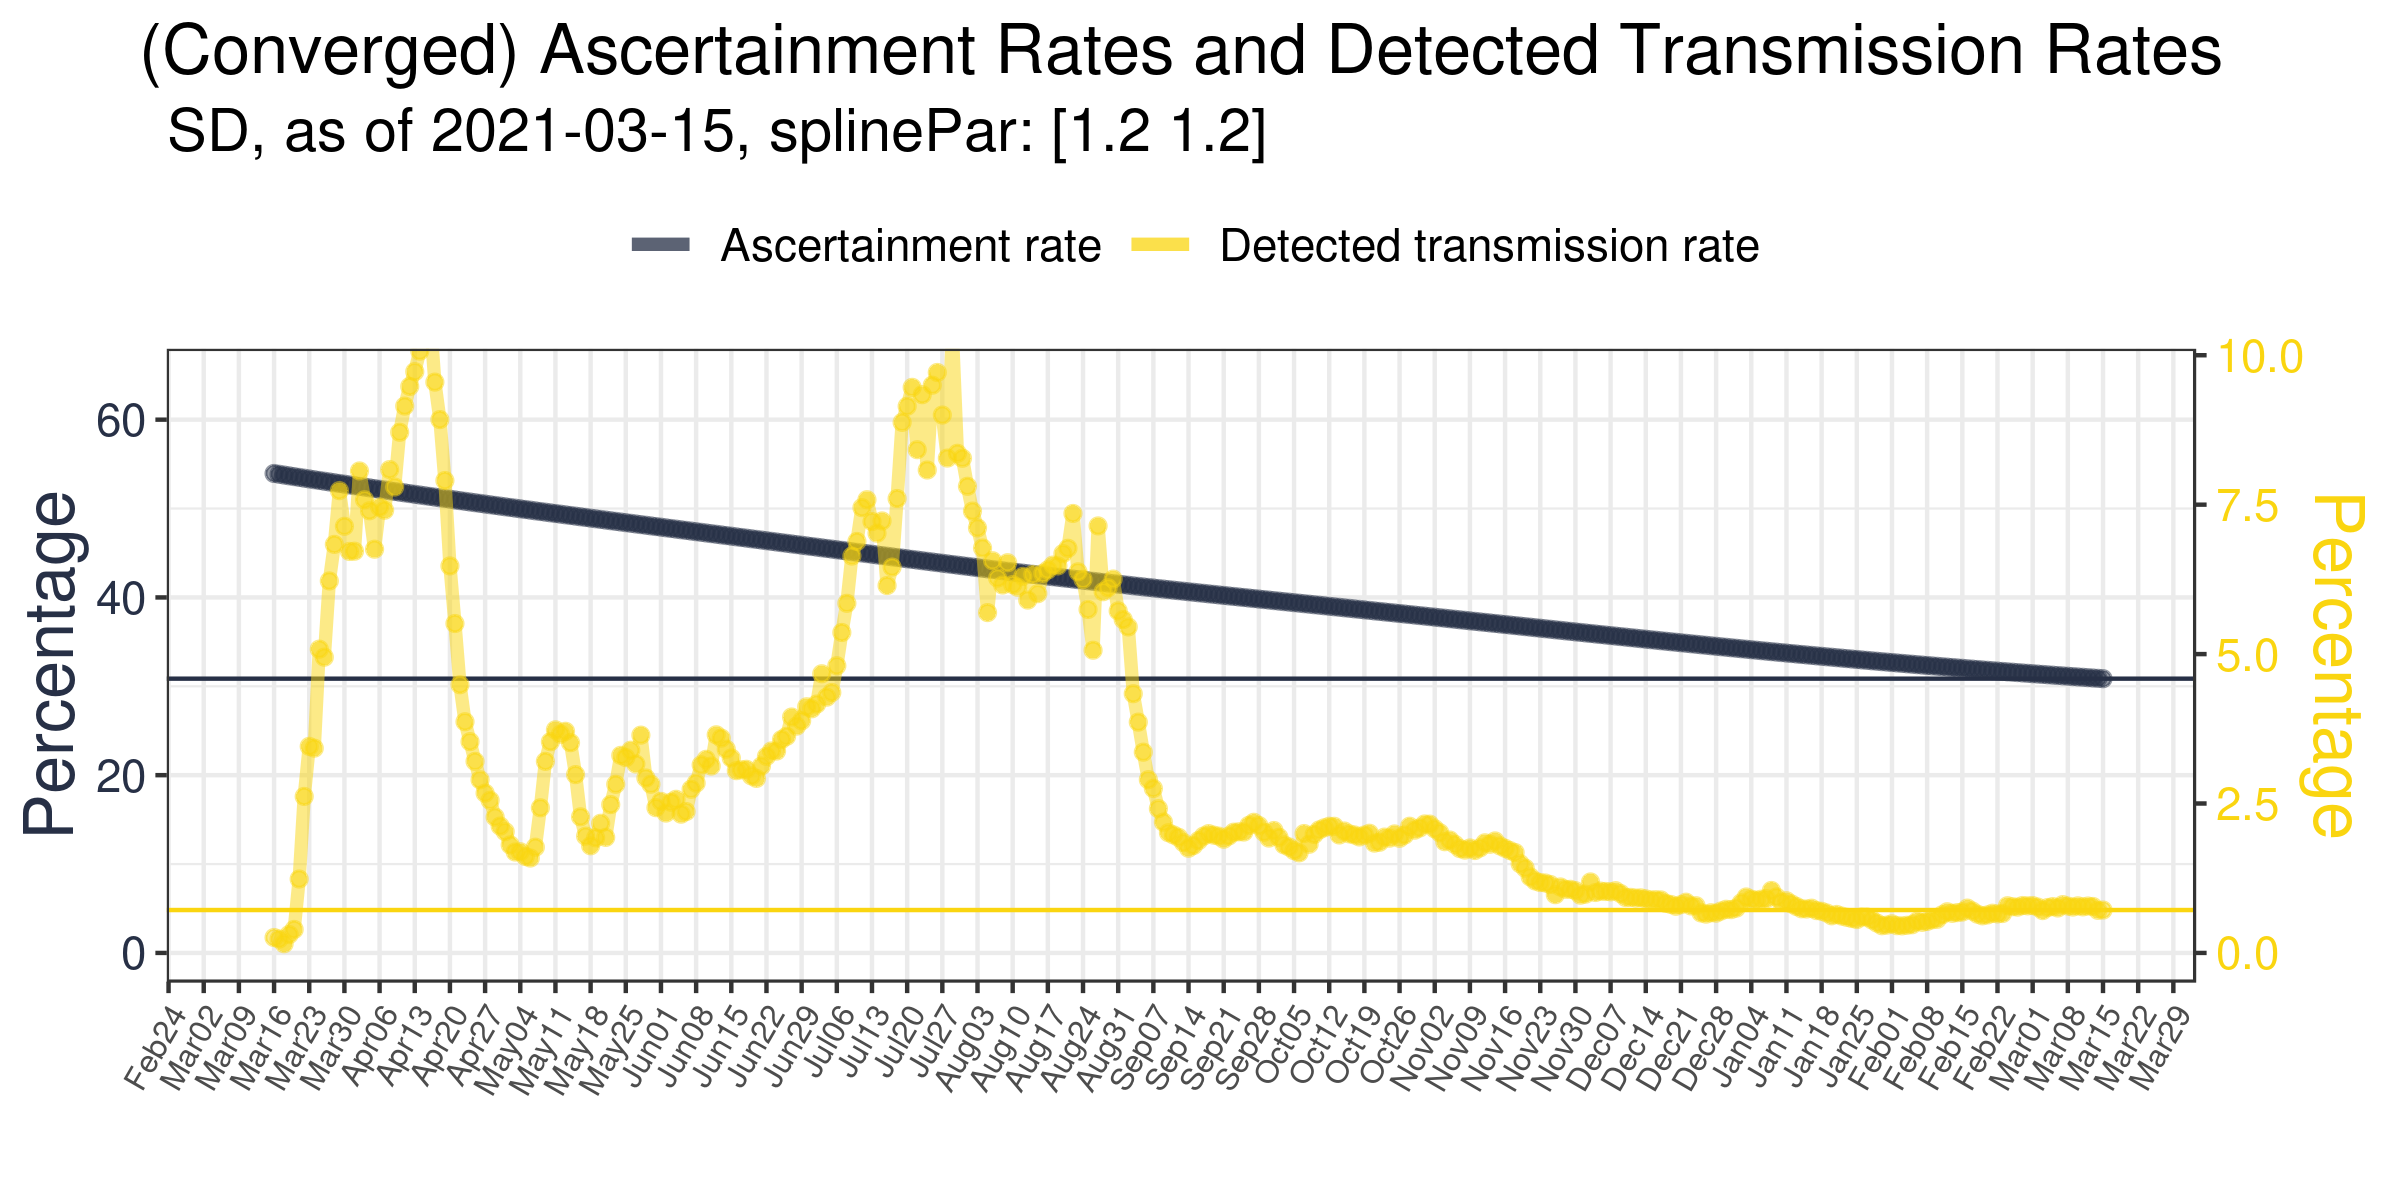 (Converged) Ascertainment Rates and Detected Transmission Rates
SD, as of 2021-03-15, splinePar: [1.2 1.2]
Ascertainment rate
Detected transmission rate
Percentage
60
40
20
0
10.0
7.5
5.0
2.5
0.0
Percentage
Feb24
Mar02
Mar09
Mar16
Mar23
Mar30
Apr06
Apr13
Apr20
Apr27
May04
May11
May18
May25
Jun01
Jun08
Jun15
Jun22
Jun29
Jul06
Jul13
Jul20
Jul27
Aug03
Aug10
Aug17
Aug24
Aug31
Sep07
Sep14
Sep21
Sep28
Oct05
Oct12
Oct19
Oct26
Nov02
Nov09
Nov16
Nov23
Nov30
Dec07
Dec14
Dec21
Dec28
Jan04
Jan11
Jan18
Jan25
Feb01
Feb08
Feb15
Feb22
Mar01
Mar08
Mar15
Mar22
Mar29